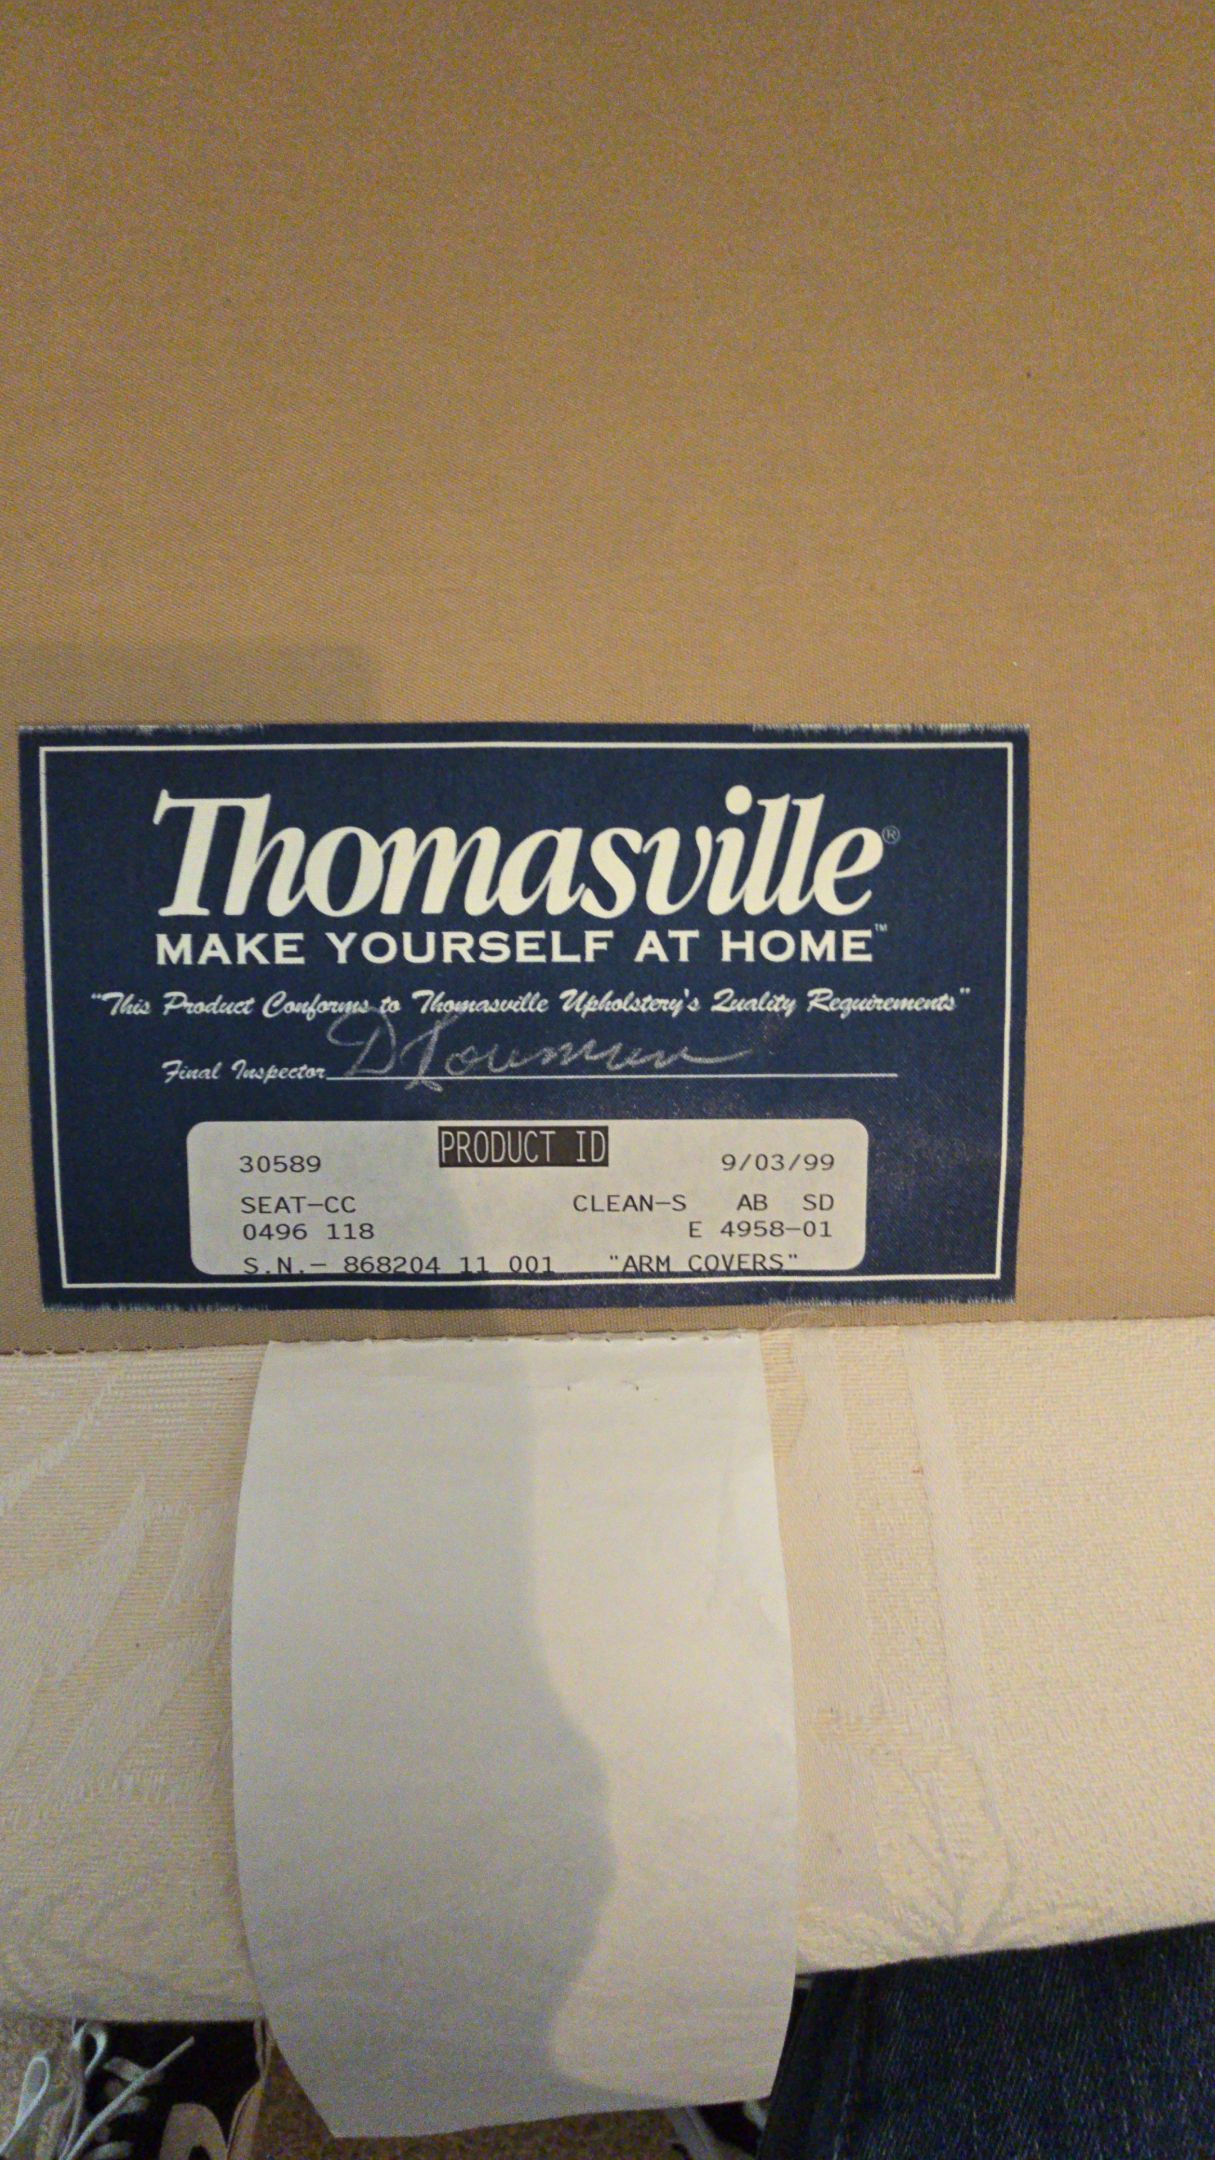 Thomasville®
MAKE YOURSELF AT HOME™
"This Product Conforms to Thomasville Upholstery's Quality Requirements"
Final Inspector
PRODUCT ID
30589 9/03/99
SEAT-CC CLEAN-S AB SD
0496 118 E 4958-01
S.N.- 868204 11 001 "ARM COVERS"